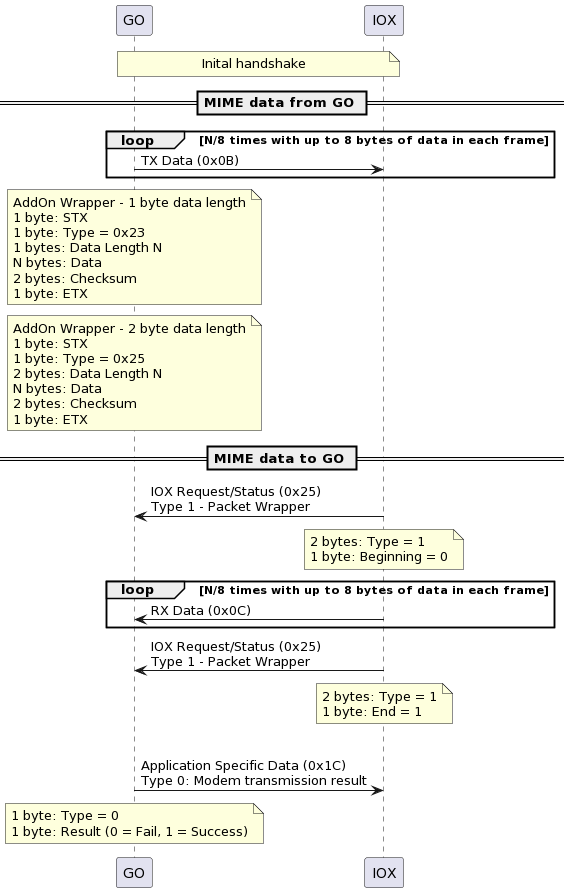 GO IOX
Inital handshake
MIME data from GO
loop [N/8 times with up to 8 bytes of data in each frame]
TX Data (0x0B)
AddOn Wrapper - 1 byte data length
1 byte: STX
1 byte: Type = 0x23
1 bytes: Data Length N
N bytes: Data
2 bytes: Checksum
1 byte: ETX
AddOn Wrapper - 2 byte data length
1 byte: STX
1 byte: Type = 0x25
2 bytes: Data Length N
N bytes: Data
2 bytes: Checksum
1 byte: ETX
MIME data to GO
IOX Request/Status (0x25)
Type 1 - Packet Wrapper
2 bytes: Type = 1
1 byte: Beginning = 0
loop [N/8 times with up to 8 bytes of data in each frame]
RX Data (0x0C)
IOX Request/Status (0x25)
Type 1 - Packet Wrapper
2 bytes: Type = 1
1 byte: End = 1
Application Specific Data (0x1C)
Type 0: Modem transmission result
1 byte: Type = 0
1 byte: Result (0 = Fail, 1 = Success)
GO IOX